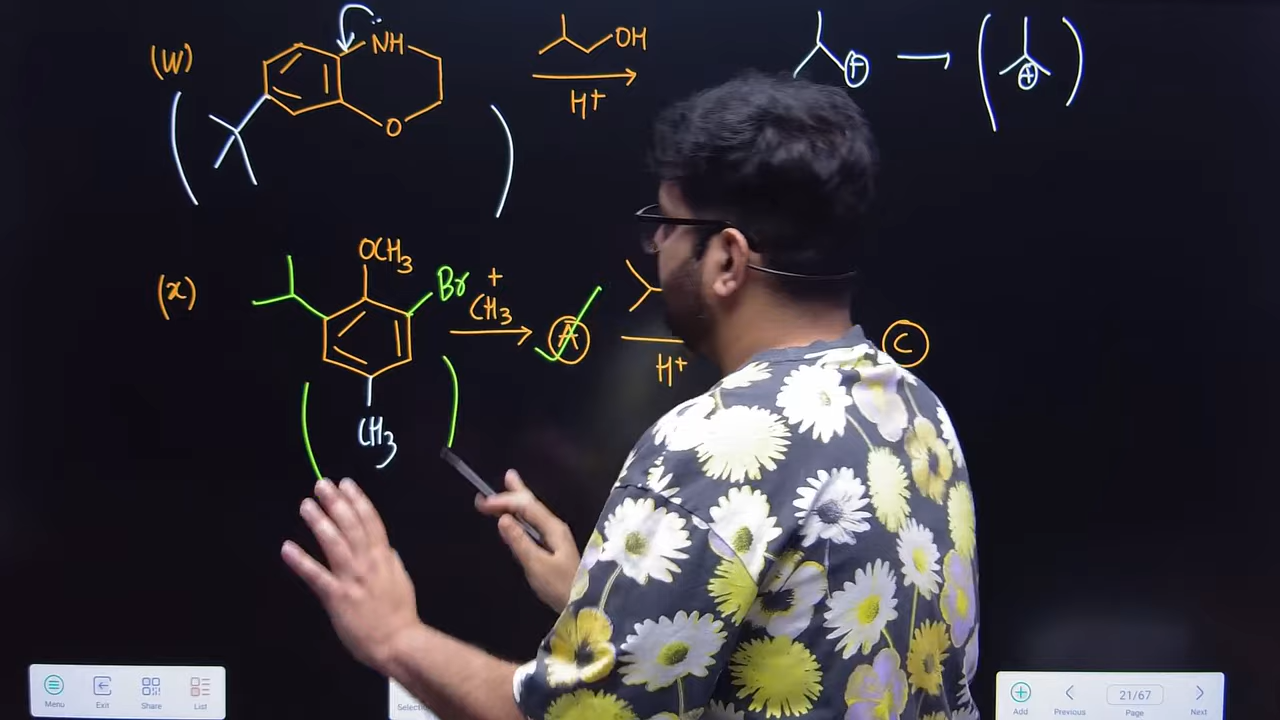 (W)
NH
O
OH
H+
+
+
(x)
OCH3
Br
CH3
+
CH3
A
H+
C
Menu
Exit
Share
List
Add
Previous
21/67
Page
Next